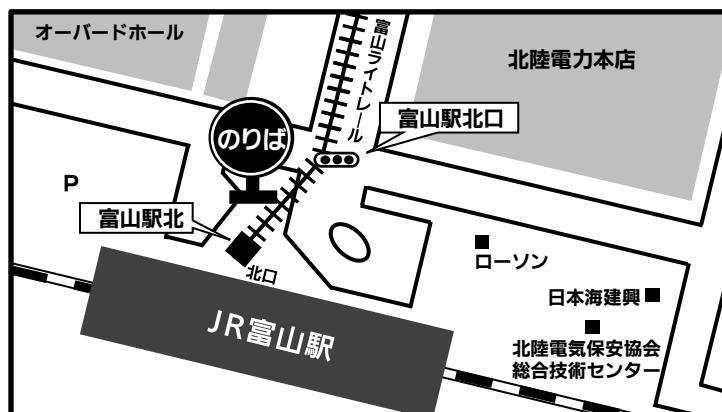 オーバードホール
富山ライトレール
北陸電力本店
のりば
富山駅北口
P
富山駅北
北口
ローソン
日本海建興
JR富山駅
北陸電気保安協会
総合技術センター